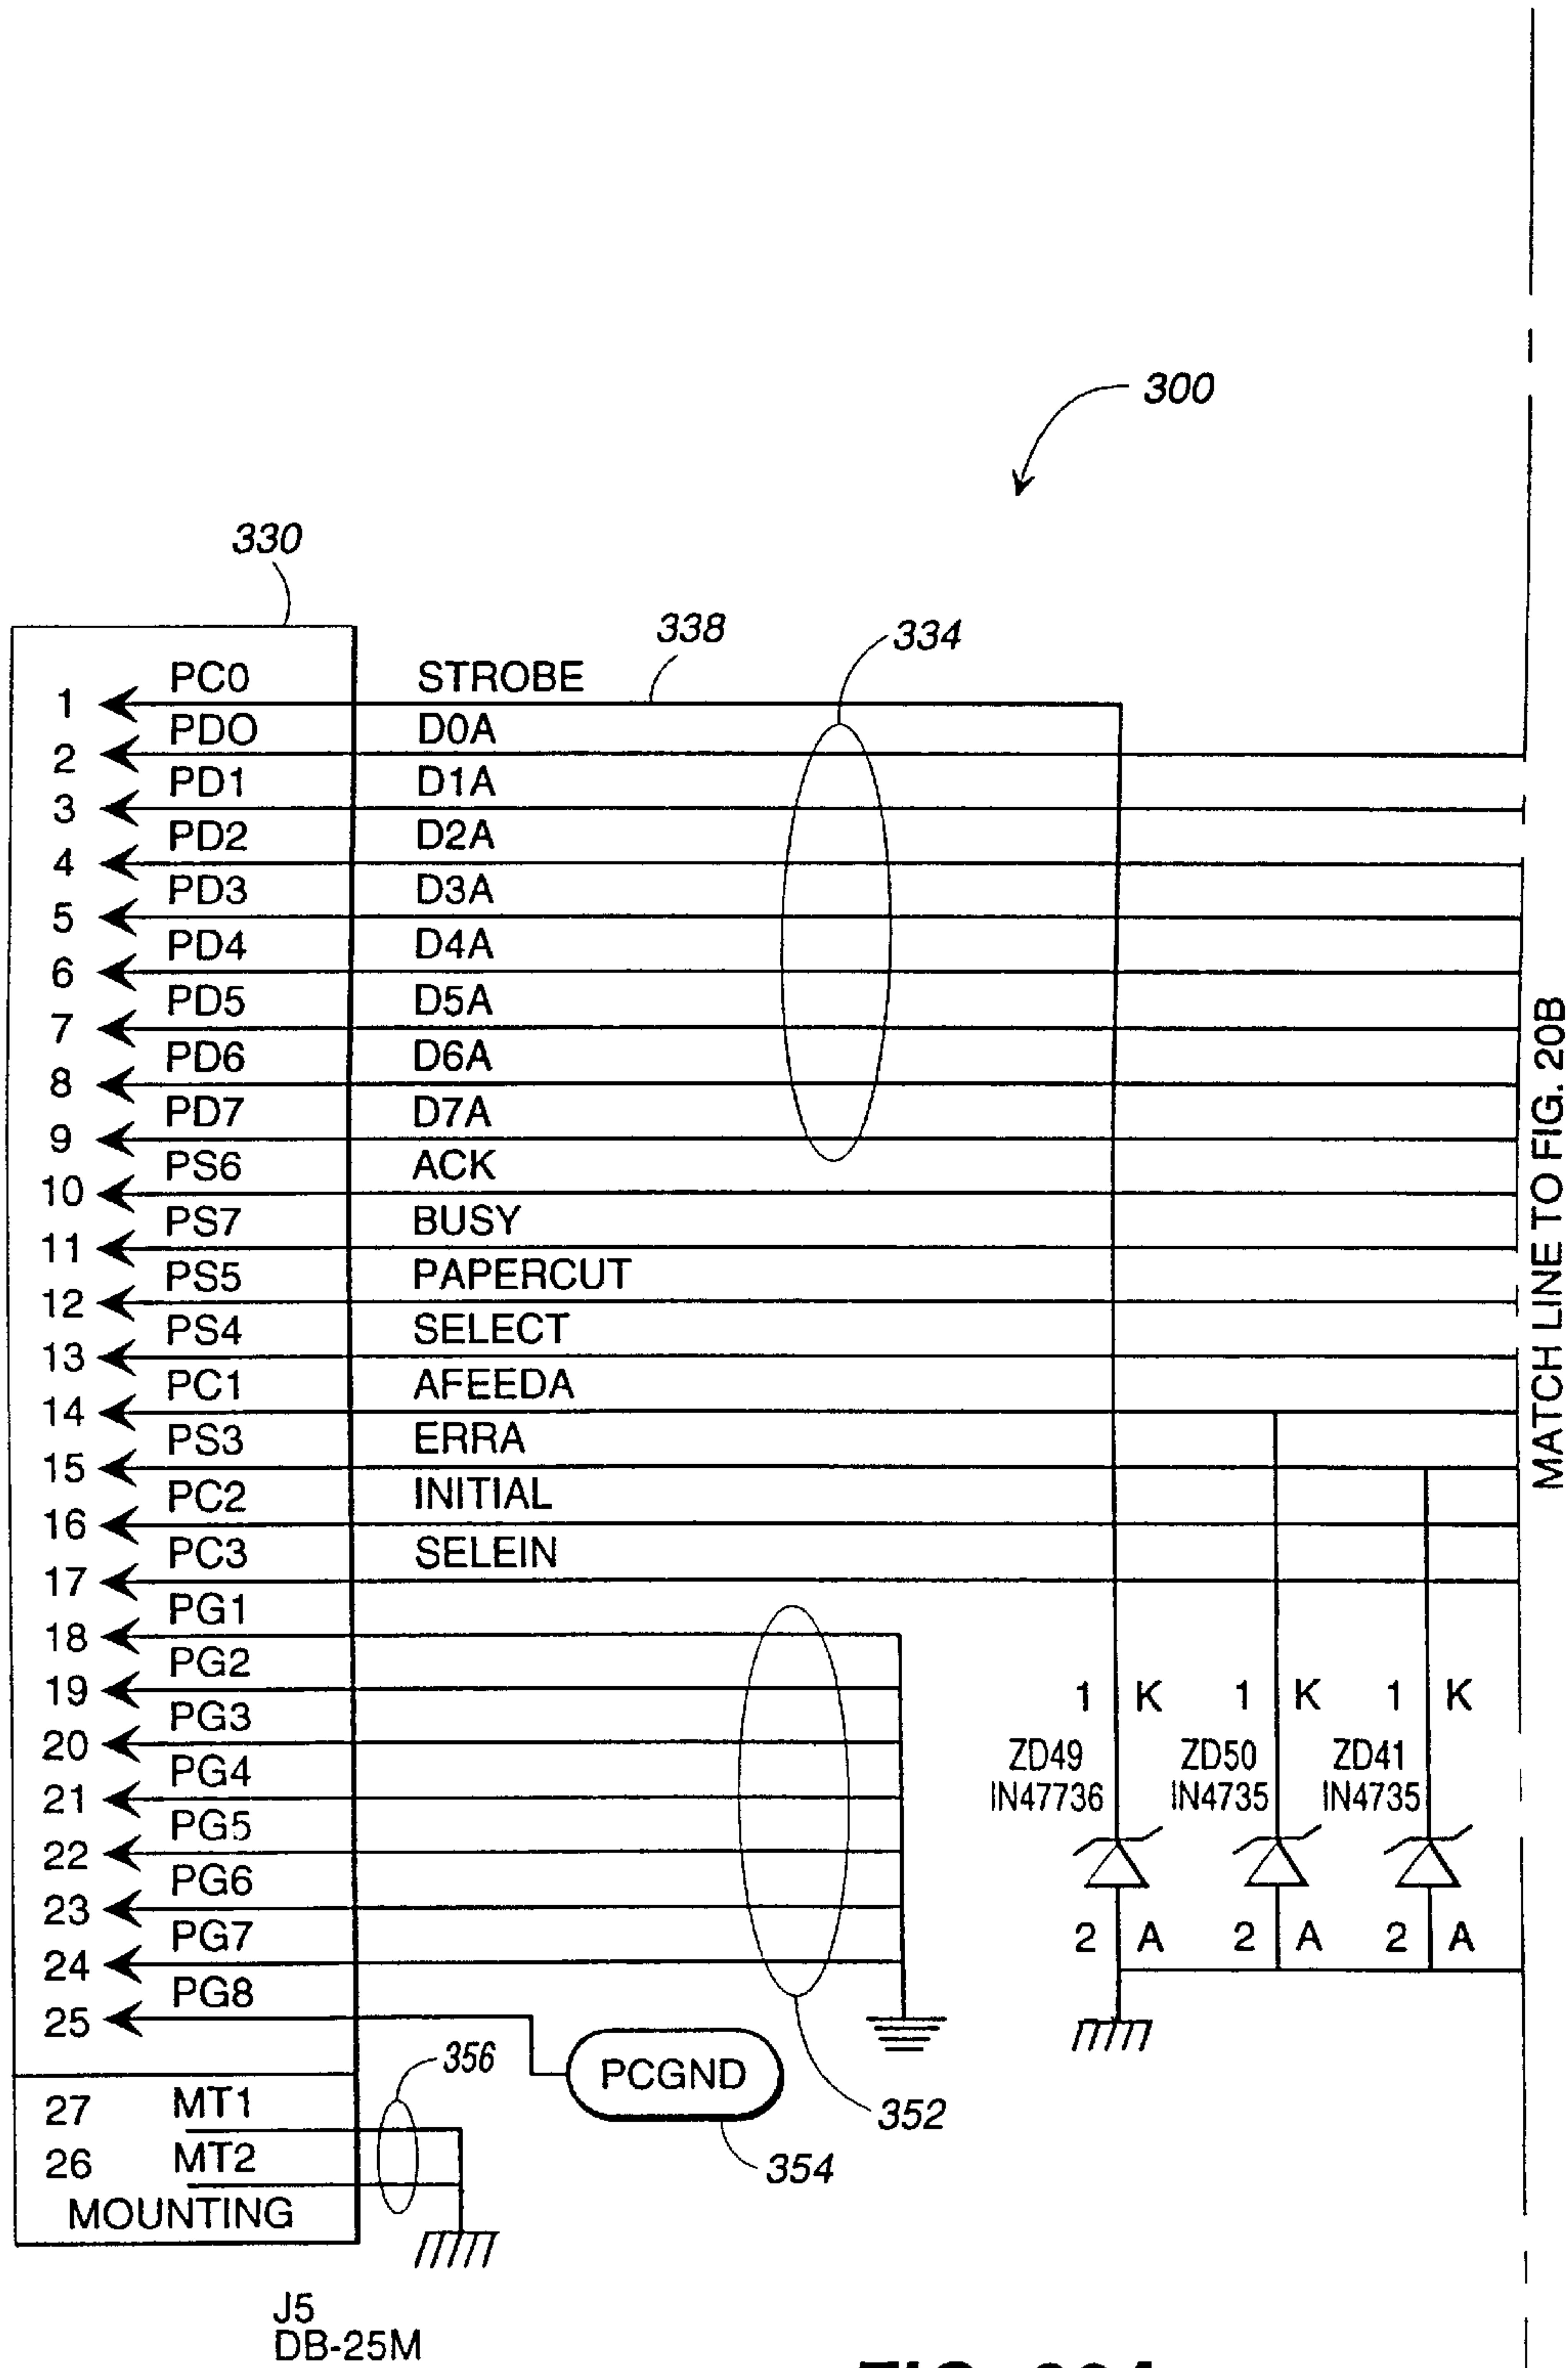 300
330
338
334
1 PC0 STROBE
2 PDO D0A
3 PD1 D1A
4 PD2 D2A
5 PD3 D3A
6 PD4 D4A
7 PD5 D5A
8 PD6 D6A
9 PD7 D7A
10 PS6 ACK
11 PS7 BUSY
12 PS5 PAPERCUT
13 PS4 SELECT
14 PC1 AFEEDA
15 PS3 ERRA
16 PC2 INITIAL
17 PC3 SELEIN
18 PG1
19 PG2
20 PG3
21 PG4
22 PG5
23 PG6
24 PG7
25 PG8
27 MT1
26 MT2
MOUNTING
J5
DB-25M
356
PCGND
354
352
1 K 1 K 1 K
ZD49 ZD50 ZD41
IN47736 IN4735 IN4735
2 A 2 A 2 A
MATCH LINE TO FIG. 20B